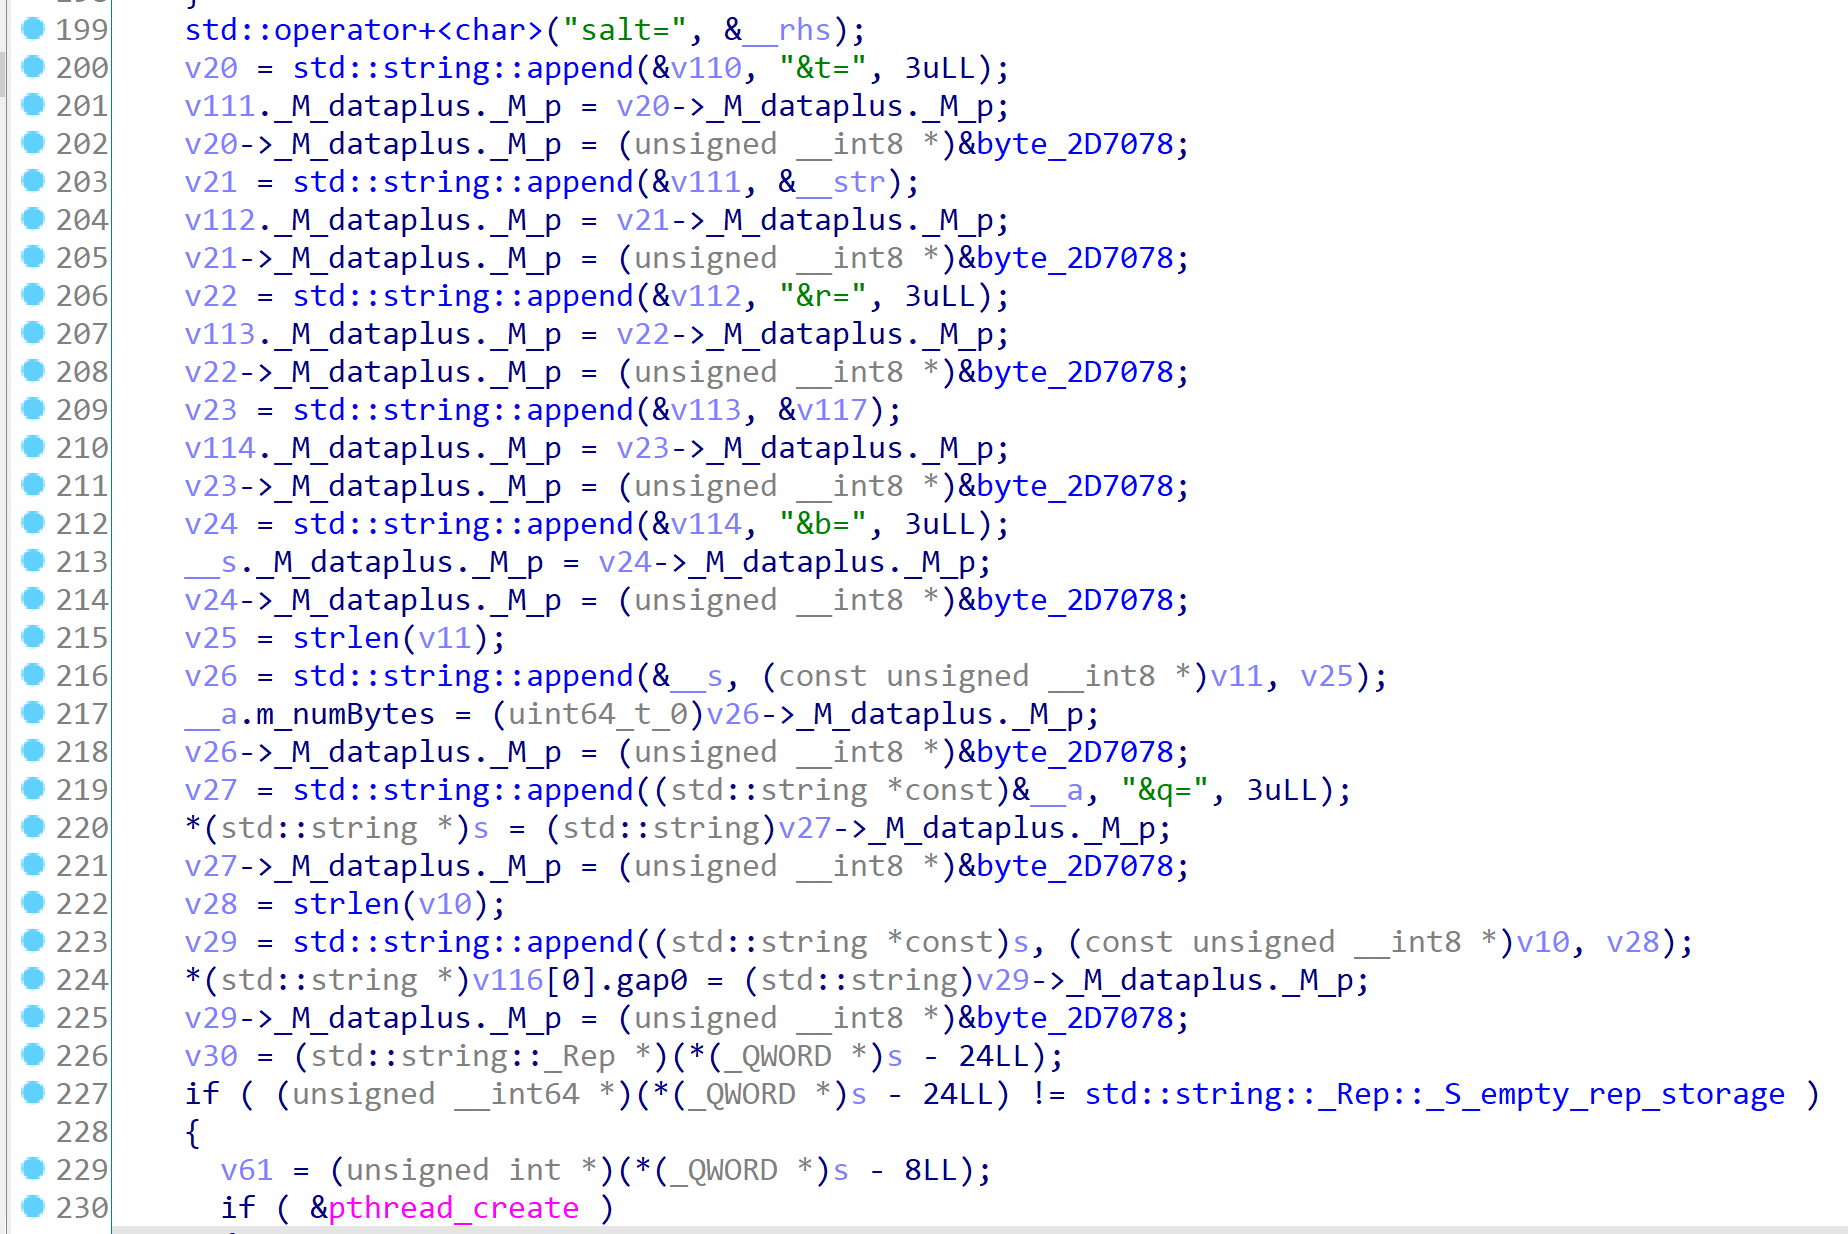 199 std::operator+<char>("salt=", &__rhs);
200 v20 = std::string::append(&v110, "&t=", 3uLL);
201 v111._M_dataplus._M_p = v20->_M_dataplus._M_p;
202 v20->_M_dataplus._M_p = (unsigned __int8 *)&byte_2D7078;
203 v21 = std::string::append(&v111, &__str);
204 v112._M_dataplus._M_p = v21->_M_dataplus._M_p;
205 v21->_M_dataplus._M_p = (unsigned __int8 *)&byte_2D7078;
206 v22 = std::string::append(&v112, "&r=", 3uLL);
207 v113._M_dataplus._M_p = v22->_M_dataplus._M_p;
208 v22->_M_dataplus._M_p = (unsigned __int8 *)&byte_2D7078;
209 v23 = std::string::append(&v113, &v117);
210 v114._M_dataplus._M_p = v23->_M_dataplus._M_p;
211 v23->_M_dataplus._M_p = (unsigned __int8 *)&byte_2D7078;
212 v24 = std::string::append(&v114, "&b=", 3uLL);
213 __s._M_dataplus._M_p = v24->_M_dataplus._M_p;
214 v24->_M_dataplus._M_p = (unsigned __int8 *)&byte_2D7078;
215 v25 = strlen(v11);
216 v26 = std::string::append(&__s, (const unsigned __int8 *)v11, v25);
217 __a.m_numBytes = (uint64_t_0)v26->_M_dataplus._M_p;
218 v26->_M_dataplus._M_p = (unsigned __int8 *)&byte_2D7078;
219 v27 = std::string::append((std::string *const)&__a, "&q=", 3uLL);
220 *(std::string *)s = (std::string)v27->_M_dataplus._M_p;
221 v27->_M_dataplus._M_p = (unsigned __int8 *)&byte_2D7078;
222 v28 = strlen(v10);
223 v29 = std::string::append((std::string *const)s, (const unsigned __int8 *)v10, v28);
224 *(std::string *)v116[0].gap0 = (std::string)v29->_M_dataplus._M_p;
225 v29->_M_dataplus._M_p = (unsigned __int8 *)&byte_2D7078;
226 v30 = (std::string::_Rep *)(*(_QWORD *)s - 24LL);
227 if ( (unsigned __int64 *)(*(_QWORD *)s - 24LL) != std::string::_Rep::_S_empty_rep_storage )
228 {
229 v61 = (unsigned int *)(*(_QWORD *)s - 8LL);
230 if ( &pthread_create )